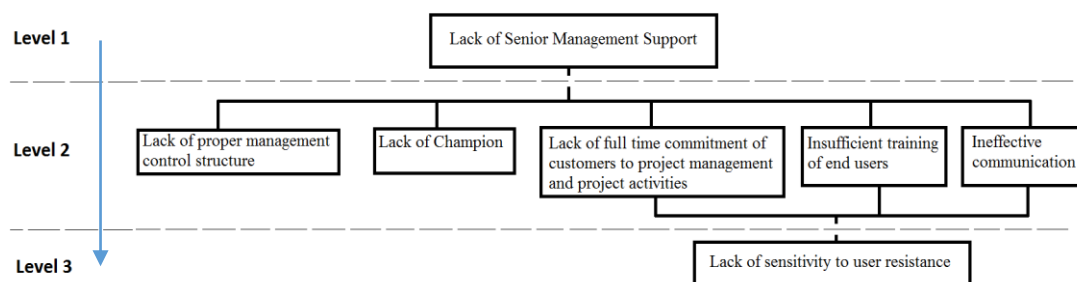 Level 1
Lack of Senior Management Support
Level 2
Lack of proper management
control structure
Lack of Champion
Lack of full time commitment of
customers to project management
and project activities
Insufficient training
of end users
Ineffective
communication
Level 3
Lack of sensitivity to user resistance